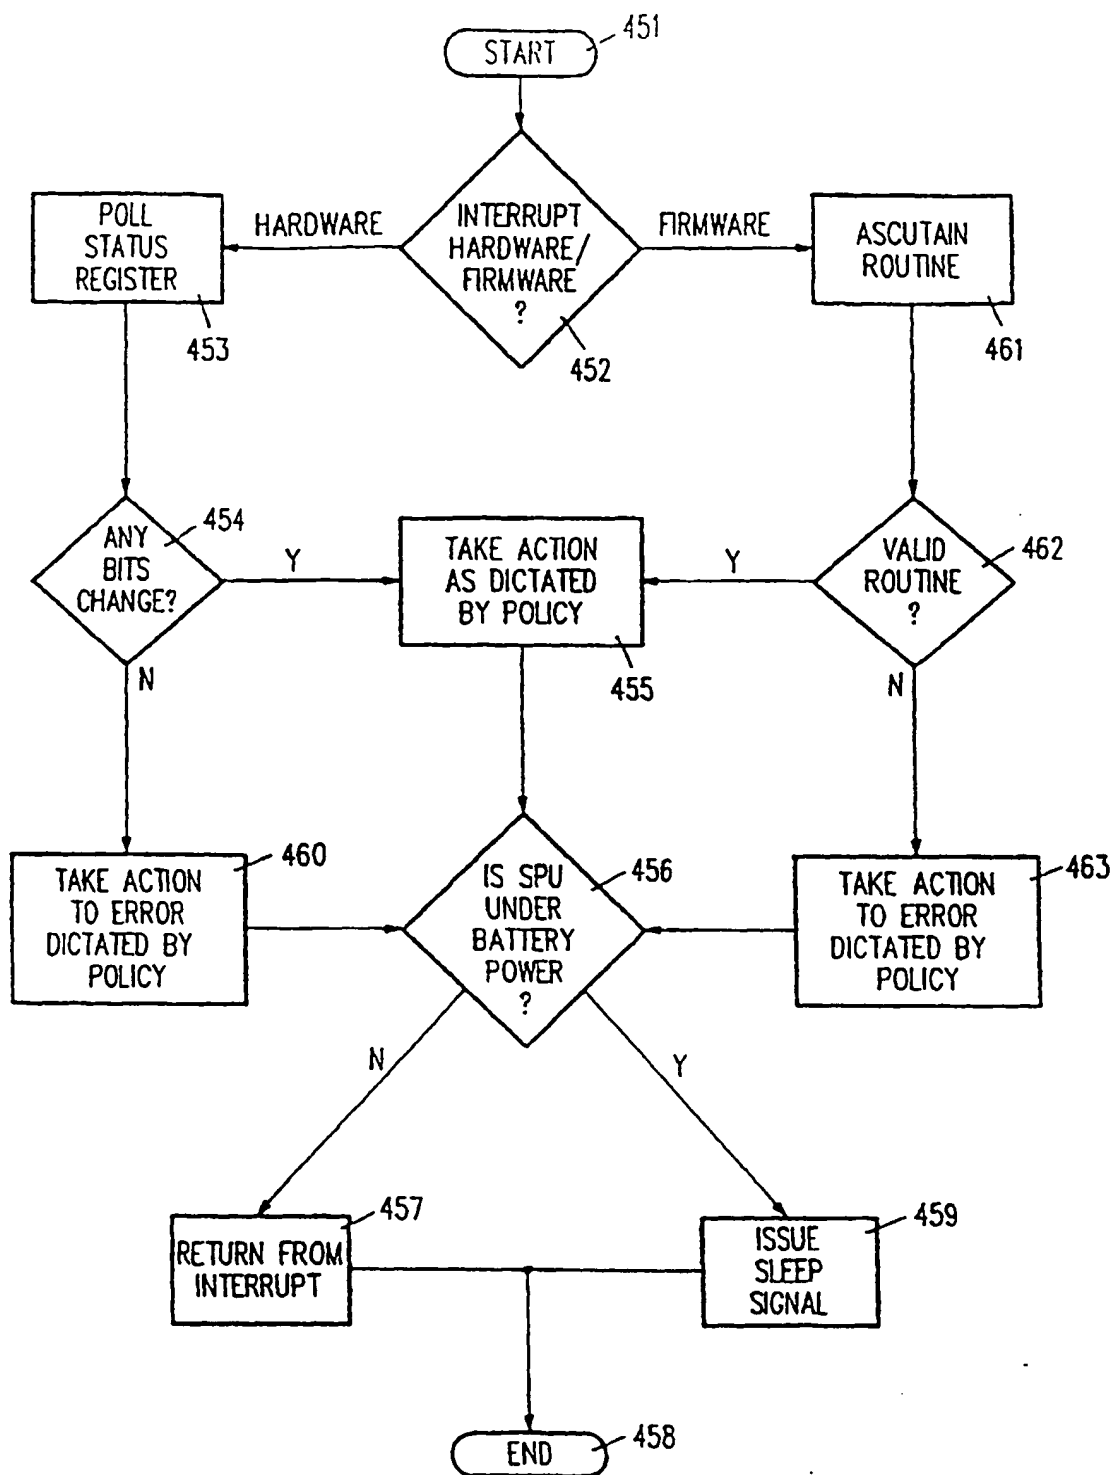 START
451
INTERRUPT
HARDWARE/
FIRMWARE
?
452
HARDWARE
FIRMWARE
POLL
STATUS
REGISTER
453
ASCUTAIN
ROUTINE
461
ANY
BITS
CHANGE?
454
Y
N
TAKE ACTION
AS DICTATED
BY POLICY
455
VALID
ROUTINE
?
462
Y
N
TAKE ACTION
TO ERROR
DICTATED BY
POLICY
460
IS SPU
UNDER
BATTERY
POWER
?
456
TAKE ACTION
TO ERROR
DICTATED BY
POLICY
463
N
Y
RETURN FROM
INTERRUPT
457
ISSUE
SLEEP
SIGNAL
459
END
458